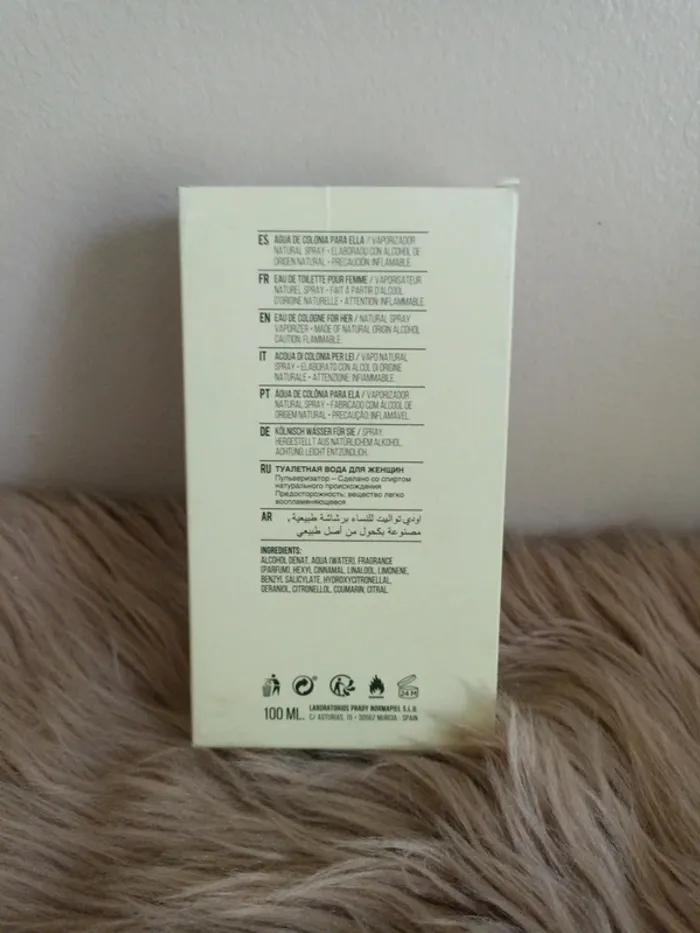 ES AGUA DE COLONIA PARA ELLA / VAPORIZADOR
NATURAL SPRAY • ELABORADO CON ALCOHOL DE
ORIGEN NATURAL • PRECAUCIÓN: INFLAMABLE.
FR EAU DE TOILETTE POUR FEMME / VAPORISATEUR
NATUREL SPRAY • FAIT À PARTIR D'ALCOOL
D'ORIGINE NATURELLE • ATTENTION: INFLAMMABLE.
EN EAU DE COLOGNE FOR HER / NATURAL SPRAY
VAPORIZER • MADE OF NATURAL ORIGIN ALCOHOL
CAUTION: FLAMMABLE.
IT ACQUA DI COLONIA PER LEI / VAPO NATURAL
SPRAY • ELABORATO CON ALCOL DI ORIGINE
NATURALE • ATTENZIONE: INFIAMMABILE.
PT ÁGUA DE COLÔNIA PARA ELA / VAPORIZADOR
NATURAL SPRAY • FABRICADO COM ÁLCOOL DE
ORIGEM NATURAL • PRECAUÇÃO: INFLAMÁVEL.
DE KÖLNISCH WASSER FÜR SIE / SPRAY.
HERGESTELLT AUS NATÜRLICHEM ALKOHOL.
ACHTUNG: LEICHT ENTZÜNDLICH.
RU ТУАЛЕТНАЯ ВОДА ДЛЯ ЖЕНЩИН
Пульверизатор – Сделано со спиртом
натурального происхождения
Предосторожность: вещество легко
воспламеняющееся
AR اودي تواليت للنساء برشاشة طبيعية ,
مصنوعة بكحول من أصل طبيعي
INGREDIENTS:
ALCOHOL DENAT, AQUA (WATER), FRAGRANCE
(PARFUM), HEXYL CINNAMAL, LINALOOL, LIMONENE,
BENZYL SALICYLATE, HYDROXYCITRONELLAL,
GERANIOL, CITRONELLOL, COUMARIN, CITRAL.
24 M
100 ML. LABORATORIOS PRADY NORMAPIEL S.L.U.
C/ ASTURIAS, 15 • 30562 MURCIA - SPAIN